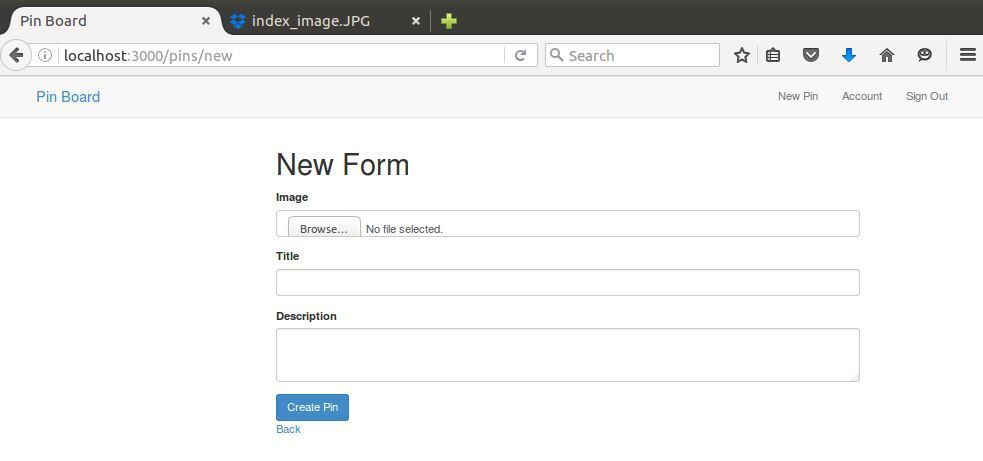 Pin Board
index_image.JPG
localhost:3000/pins/new
Search
Pin Board
New Pin
Account
Sign Out
New Form
Image
Browse... No file selected.
Title
Description
Create Pin
Back